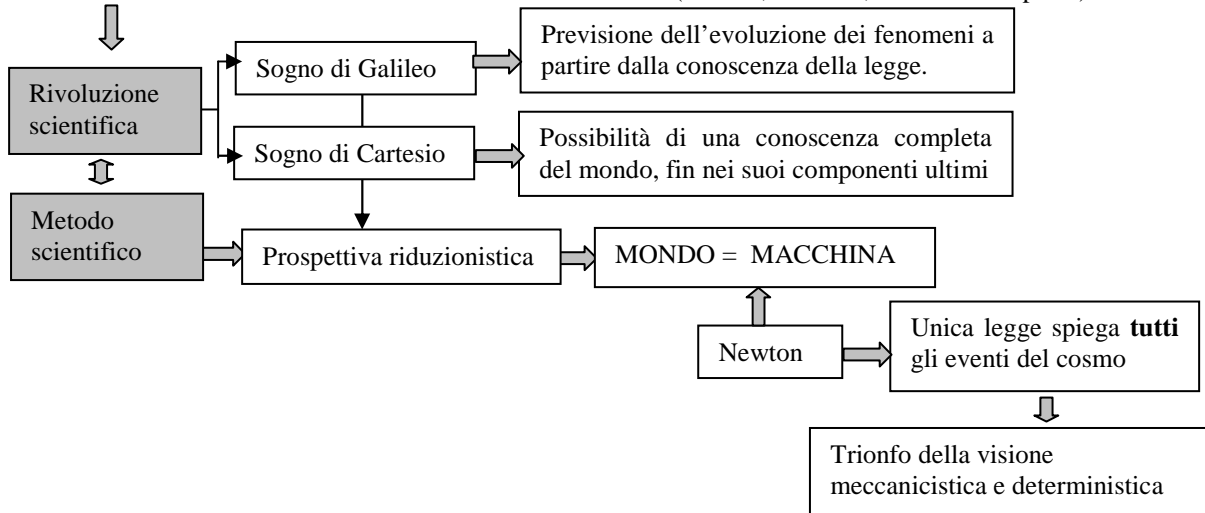 Previsione dell’evoluzione dei fenomeni a
partire dalla conoscenza della legge.
Sogno di Galileo
Rivoluzione
scientifica
Sogno di Cartesio
Possibilità di una conoscenza completa
del mondo, fin nei suoi componenti ultimi
Metodo
scientifico
Prospettiva riduzionistica
MONDO = MACCHINA
Newton
Unica legge spiega tutti
gli eventi del cosmo
Trionfo della visione
meccanicistica e deterministica